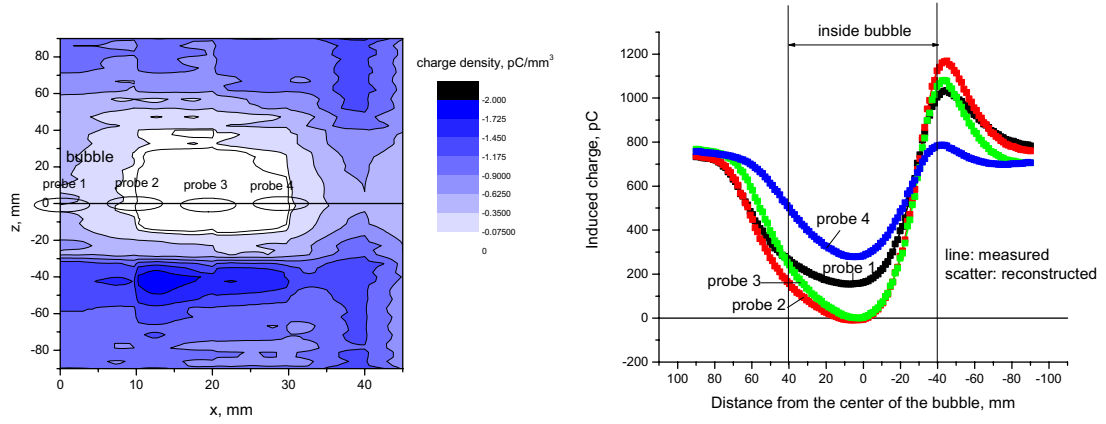 80
60
40
20
0
-20
-40
-60
-80
z, mm
0
10
20
30
40
x, mm
bubble
probe 1
probe 2
probe 3
probe 4
charge density, pC/mm3
-2.000
-1.725
-1.450
-1.175
-0.9000
-0.6250
-0.3500
-0.07500
0
1200
1000
800
600
400
200
0
-200
Induced charge, pC
inside bubble
probe 4
probe 1
probe 3
probe 2
line: measured
scatter: reconstructed
100
80
60
40
20
0
-20
-40
-60
-80
-100
Distance from the center of the bubble, mm